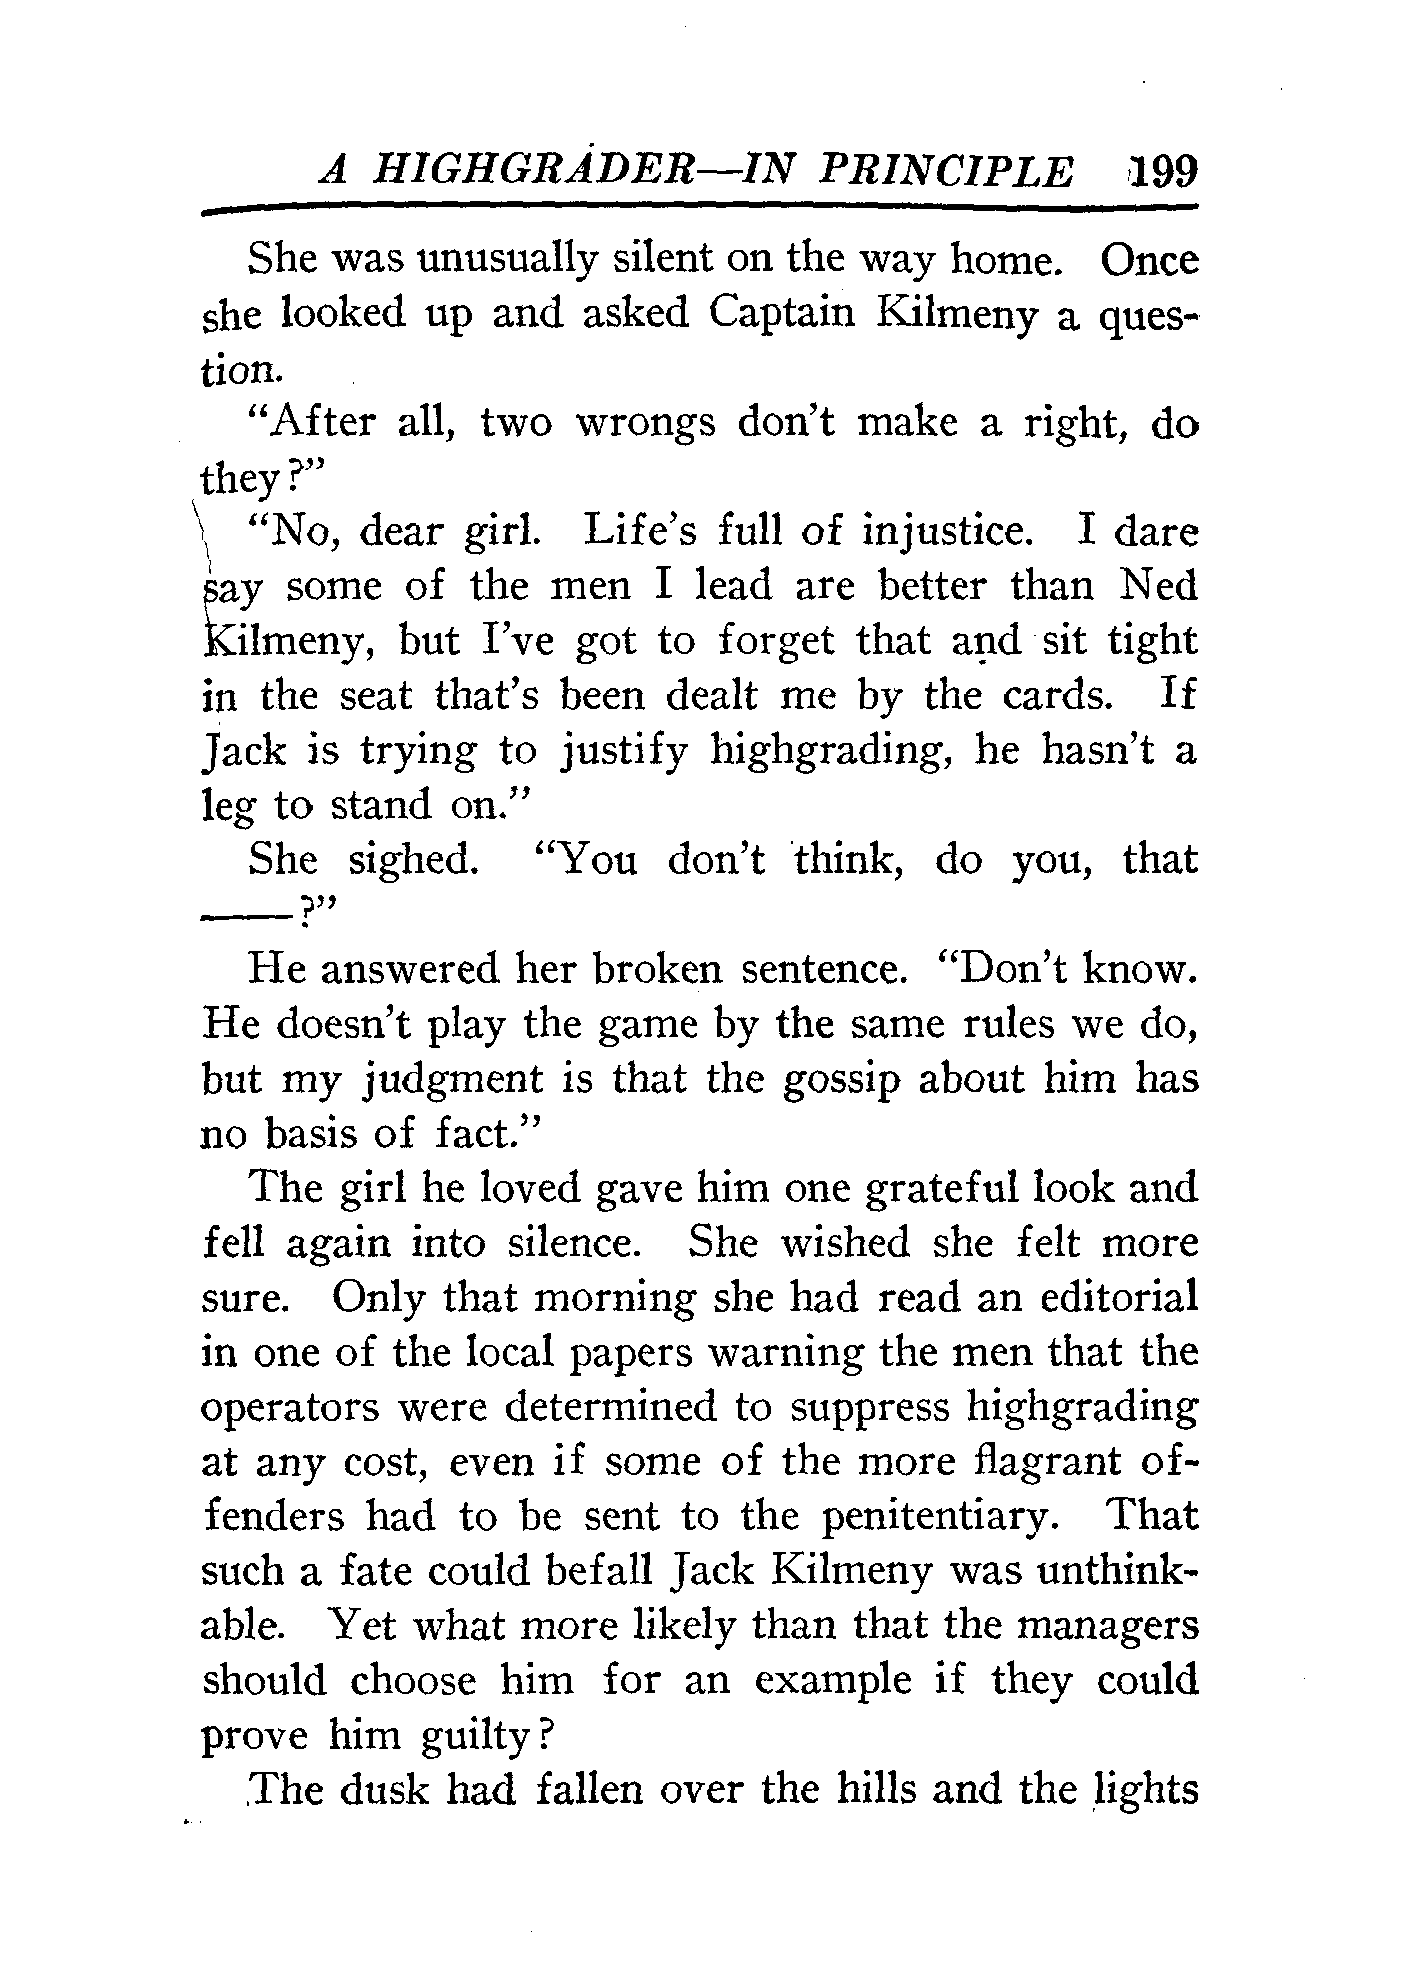 A HIGHGRADER—IN PRINCIPLE 199
She was unusually silent on the way home. Once
she looked up and asked Captain Kilmeny a ques-
tion.
"After all, two wrongs don't make a right, do
they?"
"No, dear girl. Life's full of injustice. I dare
say some of the men I lead are better than Ned
Kilmeny, but I've got to forget that and sit tight
in the seat that's been dealt me by the cards. If
Jack is trying to justify highgrading, he hasn't a
leg to stand on."
She sighed. "You don't think, do you, that
——?"
He answered her broken sentence. "Don't know.
He doesn't play the game by the same rules we do,
but my judgment is that the gossip about him has
no basis of fact."
The girl he loved gave him one grateful look and
fell again into silence. She wished she felt more
sure. Only that morning she had read an editorial
in one of the local papers warning the men that the
operators were determined to suppress highgrading
at any cost, even if some of the more flagrant of-
fenders had to be sent to the penitentiary. That
such a fate could befall Jack Kilmeny was unthink-
able. Yet what more likely than that the managers
should choose him for an example if they could
prove him guilty?
The dusk had fallen over the hills and the lights